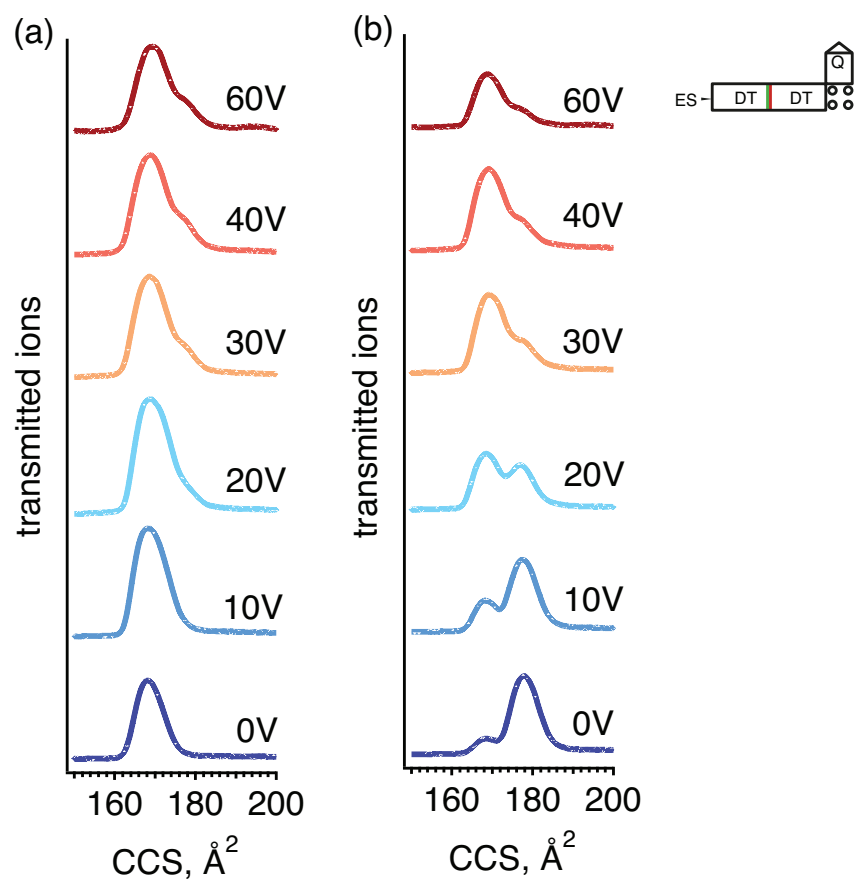 (a)
60V
40V
30V
20V
10V
0V
transmitted ions
160 180 200
CCS, Å²
(b)
60V
40V
30V
20V
10V
0V
transmitted ions
160 180 200
CCS, Å²
Q
ES DT DT